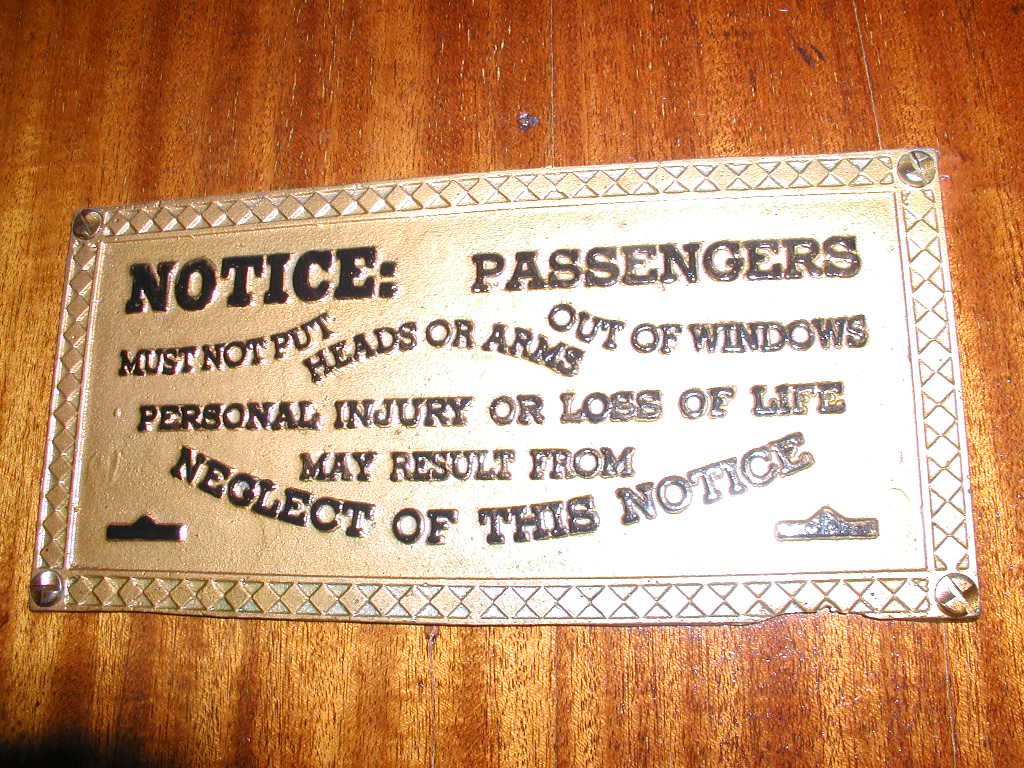 NOTICE: PASSENGERS
MUST NOT PUT HEADS OR ARMS OUT OF WINDOWS
PERSONAL INJURY OR LOSS OF LIFE
MAY RESULT FROM
NEGLECT OF THIS NOTICE